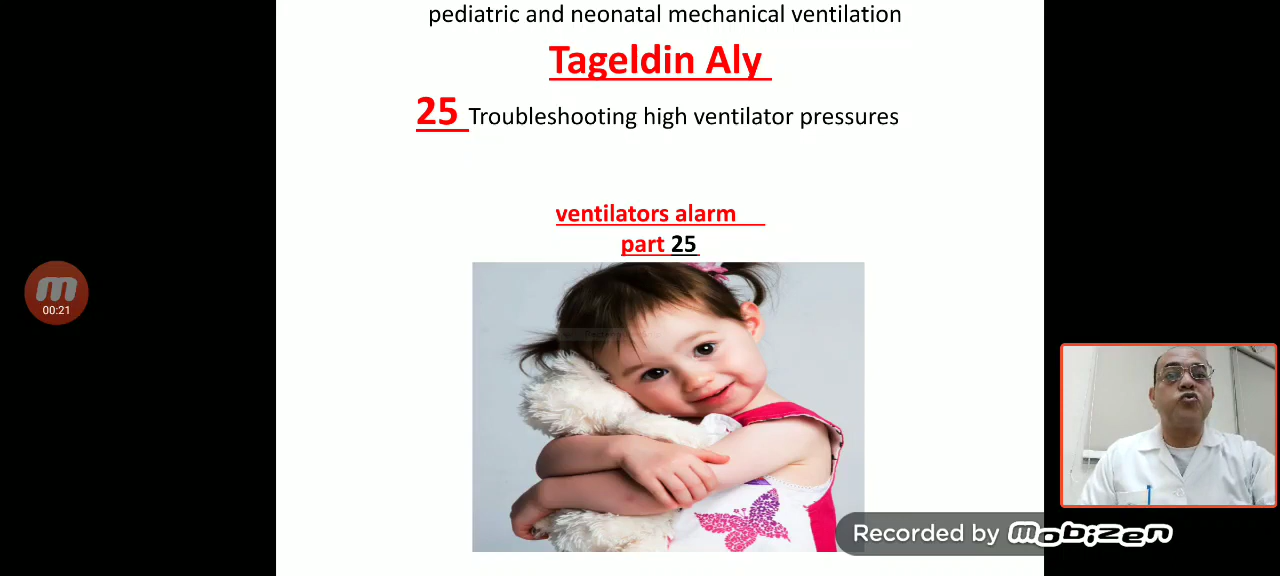 pediatric and neonatal mechanical ventilation
Tageldin Aly
25 Troubleshooting high ventilator pressures
ventilators alarm
part 25
00:21
Recorded by mobizen